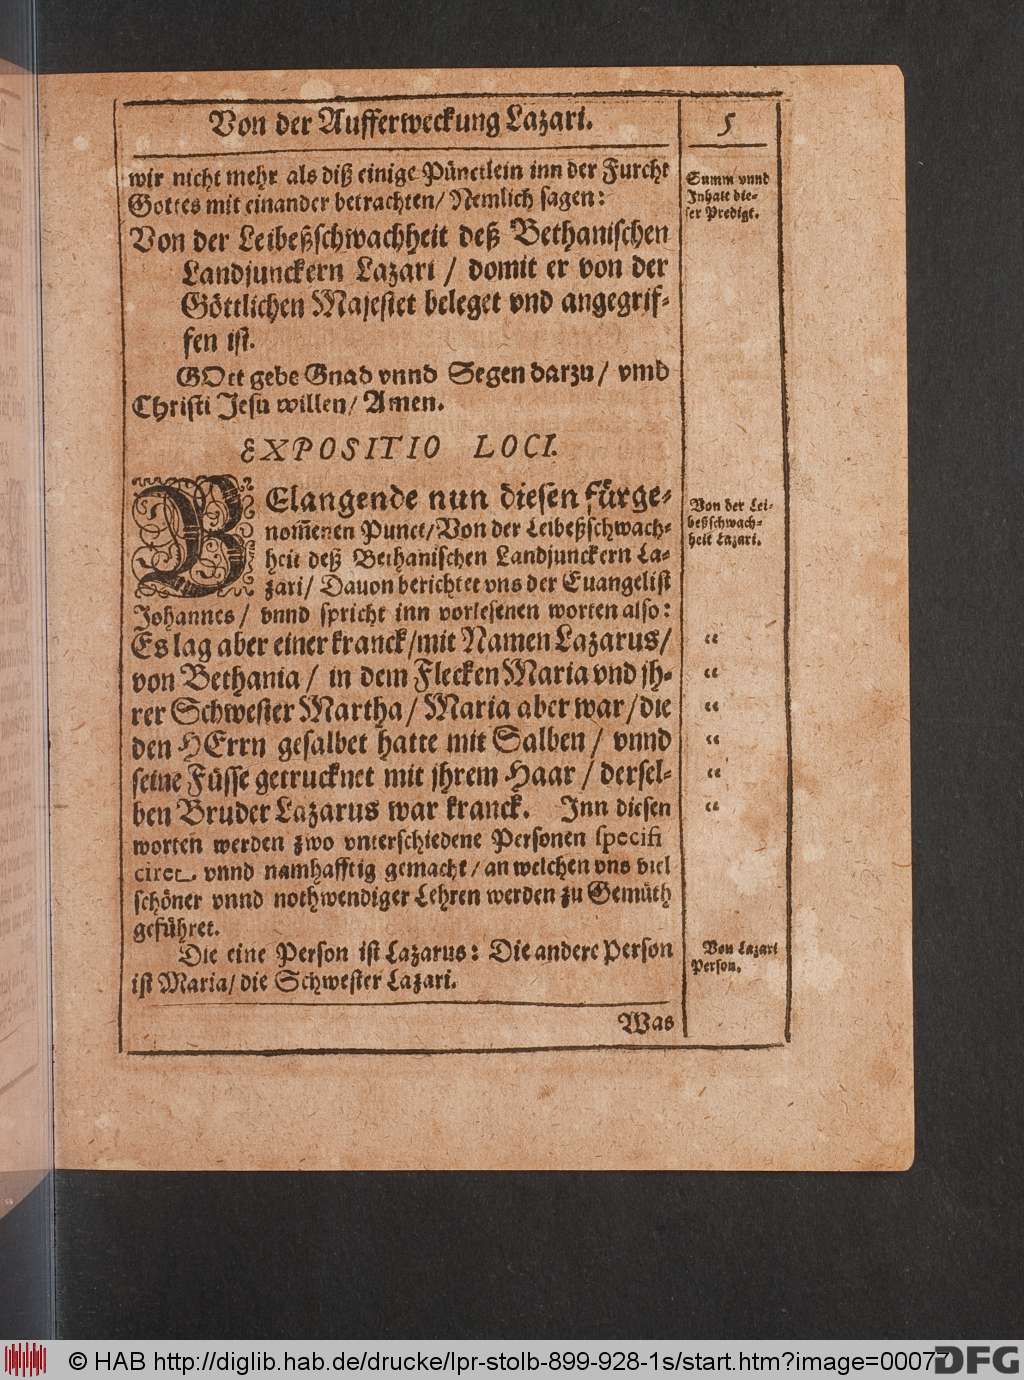 Von der Aufferweckung Lazari.
5
wir nicht mehr als diß einige Pünctlein inn der Furcht
Gottes mit einander betrachten/ Nemlich sagen:
Summ vnnd
Jnhalt die-
ser Predigt.
Von der Leibeßschwachheit deß Bethanischen
Landjunckern Lazari / domit er von der
Göttlichen Majestet beleget vnd angegrif-
fen ist.
GOtt gebe Gnad vnnd Segen darzu/ vmb
Christi Jesu willen/ Amen.
EXPOSITIO LOCI.
BElangende nun diesen fürge-
nom̃enen Punct/Von der Leibeßschwach-
heit deß Bethanischen Landjunckern La-
zari/ Dauon berichtet vns der Euangelist
Johannes/ vnnd spricht inn vorlesenen worten also:
Von der Lei-
beßschwach-
heit Lazari.
Es lag aber einer kranck/mit Namen Lazarus/
von Bethania/ in dem Flecken Maria vnd jh-
rer Schwester Martha/ Maria aber war/die
den HErrn gesalbet hatte mit Salben/ vnnd
seine Füsse getrucknet mit jhrem Haar/ dersel-
ben Bruder Lazarus war kranck. Jnn diesen
“
“
“
“
“
“
worten werden zwo vnterschiedene Personen specifi
ciret, vnnd namhafftig gemacht/ an welchen vns viel
schöner vnnd nothwendiger Lehren werden zu Gemüth
geführet.
Die eine Person ist Lazarus: Die andere Person
ist Maria/ die Schwester Lazari.
Von Lazari
Person.
Was
© HAB http://diglib.hab.de/drucke/lpr-stolb-899-928-1s/start.htm?image=00077
DFG